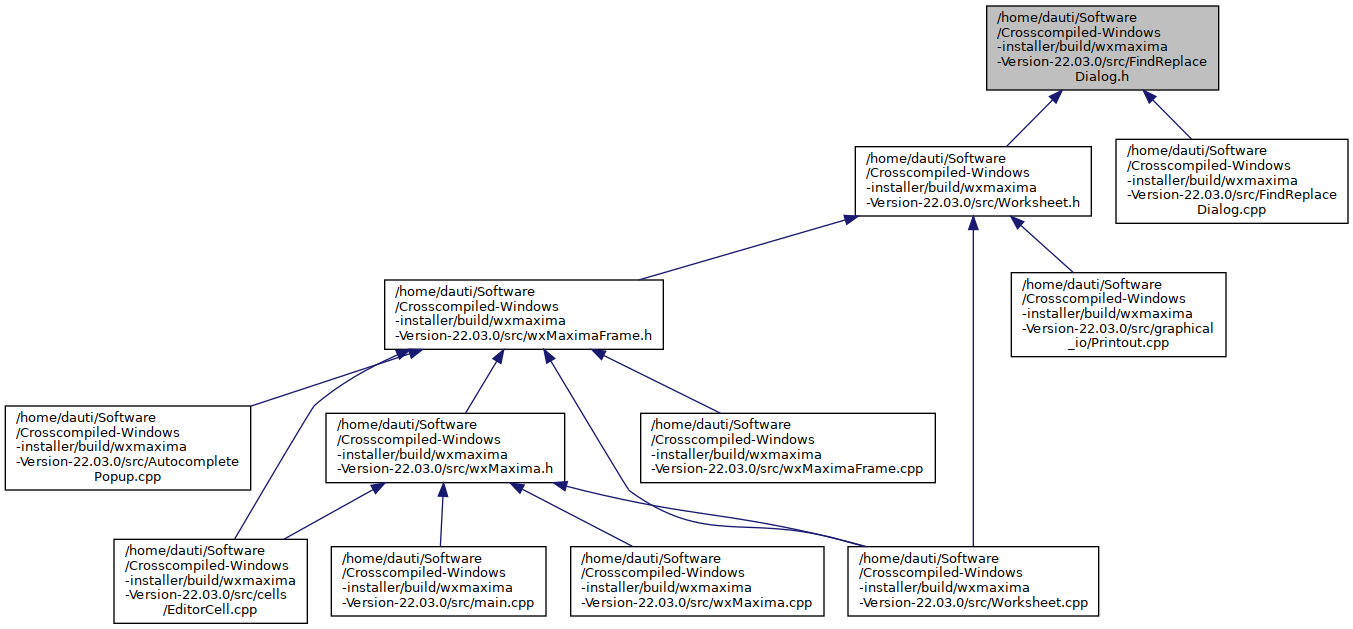 /home/dauti/Software
/Crosscompiled-Windows
-installer/build/wxmaxima
-Version-22.03.0/src/FindReplace
Dialog.h
/home/dauti/Software
/Crosscompiled-Windows
-installer/build/wxmaxima
-Version-22.03.0/src/Worksheet.h
/home/dauti/Software
/Crosscompiled-Windows
-installer/build/wxmaxima
-Version-22.03.0/src/FindReplace
Dialog.cpp
/home/dauti/Software
/Crosscompiled-Windows
-installer/build/wxmaxima
-Version-22.03.0/src/wxMaximaFrame.h
/home/dauti/Software
/Crosscompiled-Windows
-installer/build/wxmaxima
-Version-22.03.0/src/graphical
_io/Printout.cpp
/home/dauti/Software
/Crosscompiled-Windows
-installer/build/wxmaxima
-Version-22.03.0/src/Autocomplete
Popup.cpp
/home/dauti/Software
/Crosscompiled-Windows
-installer/build/wxmaxima
-Version-22.03.0/src/wxMaxima.h
/home/dauti/Software
/Crosscompiled-Windows
-installer/build/wxmaxima
-Version-22.03.0/src/wxMaximaFrame.cpp
/home/dauti/Software
/Crosscompiled-Windows
-installer/build/wxmaxima
-Version-22.03.0/src/cells
/EditorCell.cpp
/home/dauti/Software
/Crosscompiled-Windows
-installer/build/wxmaxima
-Version-22.03.0/src/main.cpp
/home/dauti/Software
/Crosscompiled-Windows
-installer/build/wxmaxima
-Version-22.03.0/src/wxMaxima.cpp
/home/dauti/Software
/Crosscompiled-Windows
-installer/build/wxmaxima
-Version-22.03.0/src/Worksheet.cpp